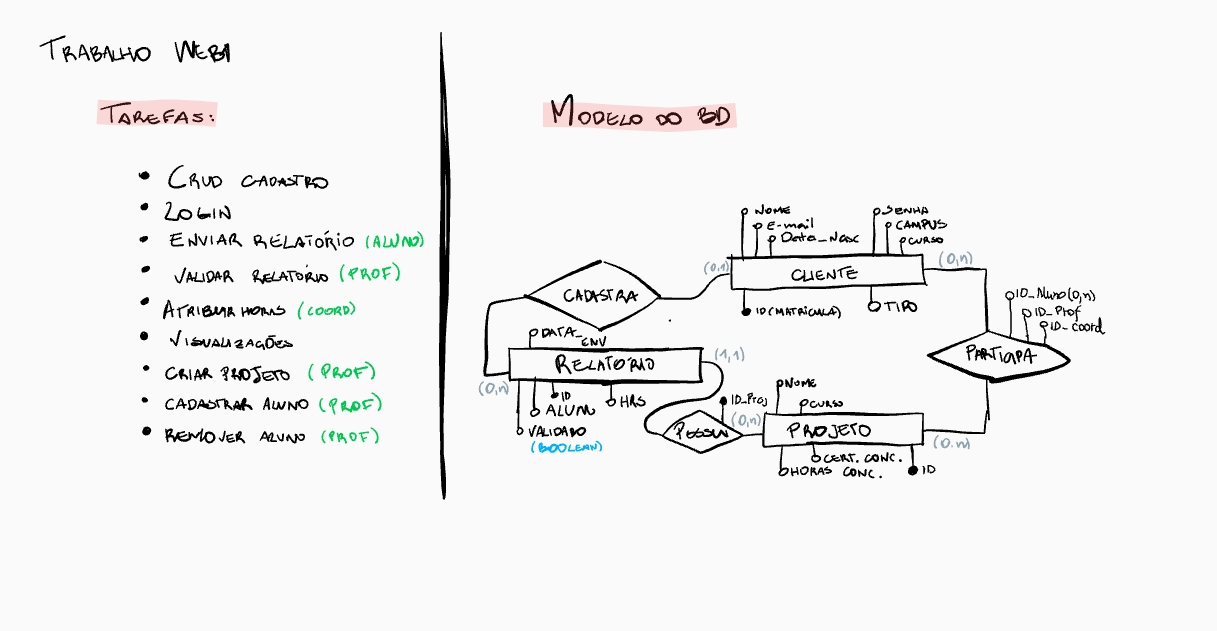 TRABALHO WEB1
TAREFAS:
• CRUD CADASTRO
• LOGIN
• ENVIAR RELATÓRIO (ALUNO)
• VALIDAR RELATÓRIO (PROF)
• ATRIBUIR HORAS (COORD)
• VISUALIZAÇÕES
• CRIAR PROJETO (PROF)
• CADASTRAR ALUNO (PROF)
• REMOVER ALUNO (PROF)
MODELO DO BD
NOME
E-mail
Data_Nasc
SENHA
CAMPUS
CURSO
(0,1)
CLIENTE
(0,n)
ID (MATRÍCULA)
TIPO
CADASTRA
ID_Aluno(0,n)
ID_Prof
ID_coord
PARTICIPA
DATA_ENV
RELATÓRIO
(1,1)
(0,n)
ID
ALUNO
HRS
VALIDADO
(BOOLEAN)
ID_Proj
POSSUI
(0,n)
NOME
CURSO
PROJETO
(0.n)
CERT. CONC.
HORAS CONC.
ID